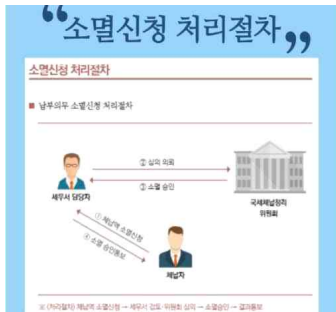 “소멸신청 처리절차”
소멸신청 처리절차
■ 납부의무 소멸신청 처리절차
② 심의 의뢰
③ 소멸 승인
세무서 담당자
국세체납정리
위원회
① 체납액 소멸신청
④ 소멸 승인통보
체납자
※ (처리절차) 체납액 소멸신청 → 세무서 검토·위원회 심의 → 소멸승인 → 결과통보